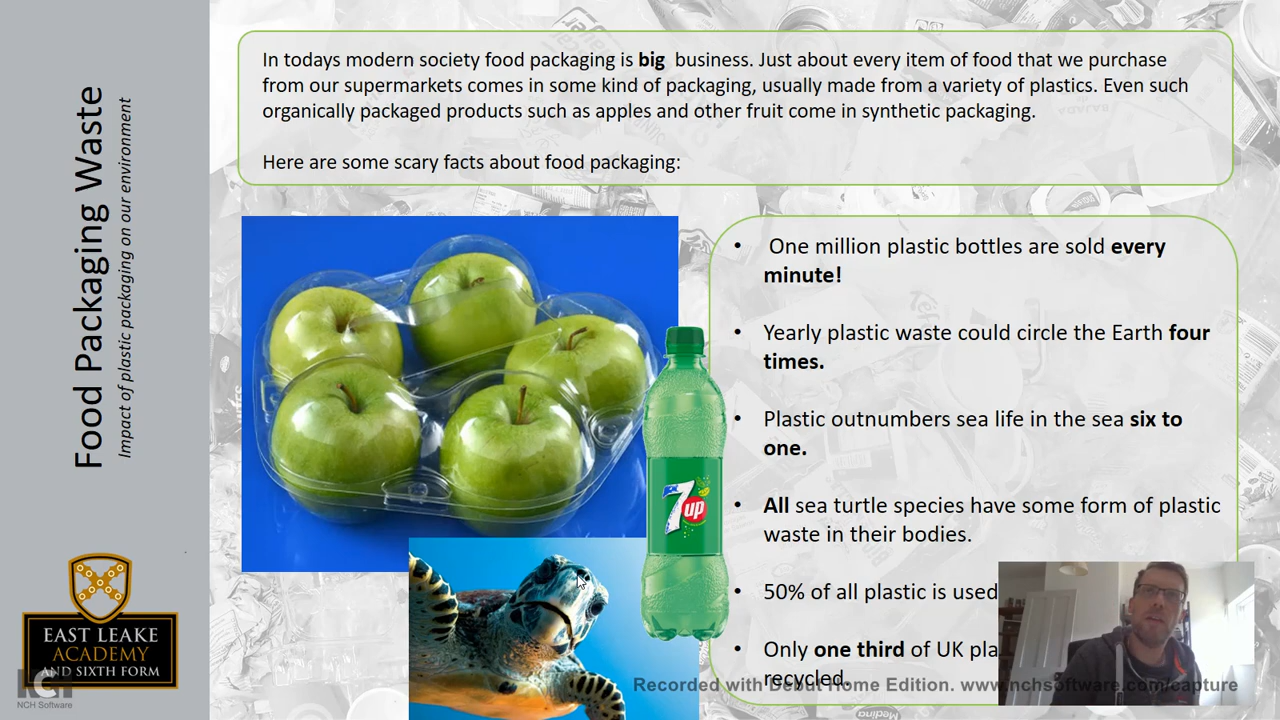 Food Packaging Waste
Impact of plastic packaging on our environment
In todays modern society food packaging is big business. Just about every item of food that we purchase
from our supermarkets comes in some kind of packaging, usually made from a variety of plastics. Even such
organically packaged products such as apples and other fruit come in synthetic packaging.
Here are some scary facts about food packaging:
• One million plastic bottles are sold every
minute!
• Yearly plastic waste could circle the Earth four
times.
• Plastic outnumbers sea life in the sea six to
one.
• All sea turtle species have some form of plastic
waste in their bodies.
• 50% of all plastic is used
• Only one third of UK pla
recycled.
7up
EAST LEAKE
ACADEMY
AND SIXTH FORM
NCH
NCH Software
Recorded with Debut Home Edition. www.nchsoftware.com/capture